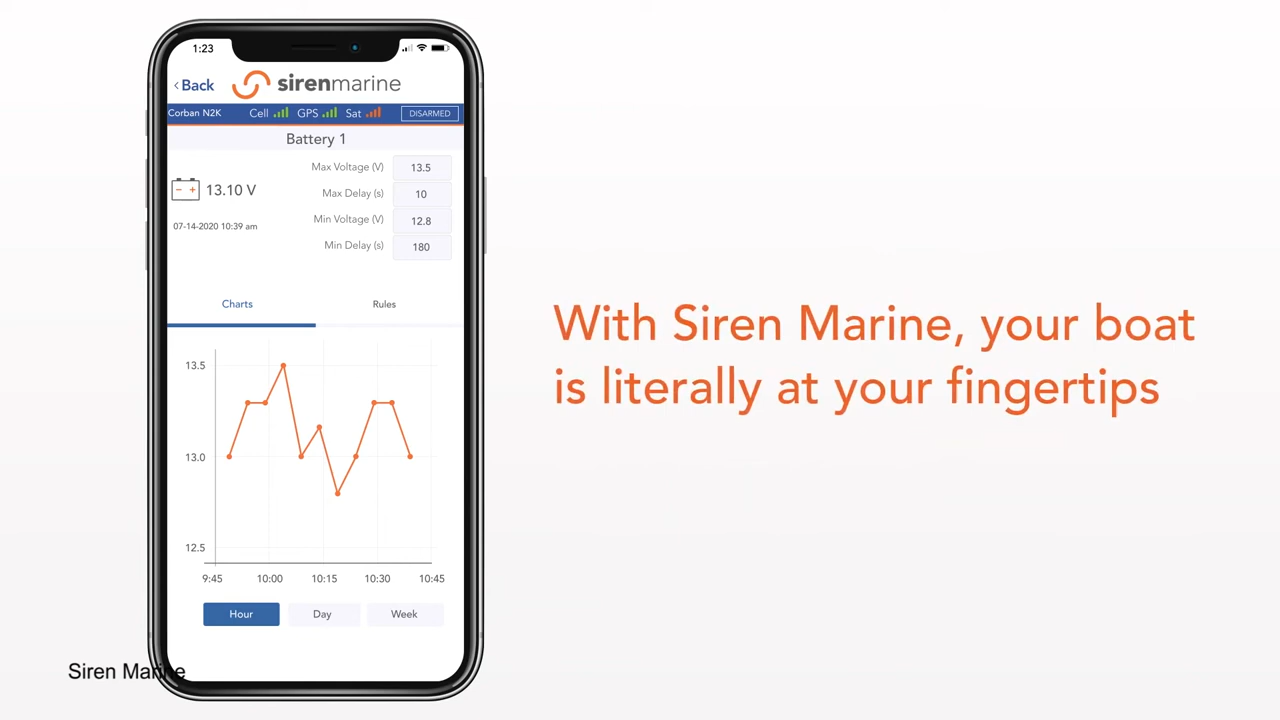 1:23
Back
sirenmarine
Corban N2K Cell GPS Sat DISARMED
Battery 1
Max Voltage (V) 13.5
13.10 V
Max Delay (s) 10
Min Voltage (V) 12.8
07-14-2020 10:39 am
Min Delay (s) 180
Charts Rules
With Siren Marine, your boat
is literally at your fingertips
13.5
13.0
12.5
9:45 10:00 10:15 10:30 10:45
Hour Day Week
Siren Marine